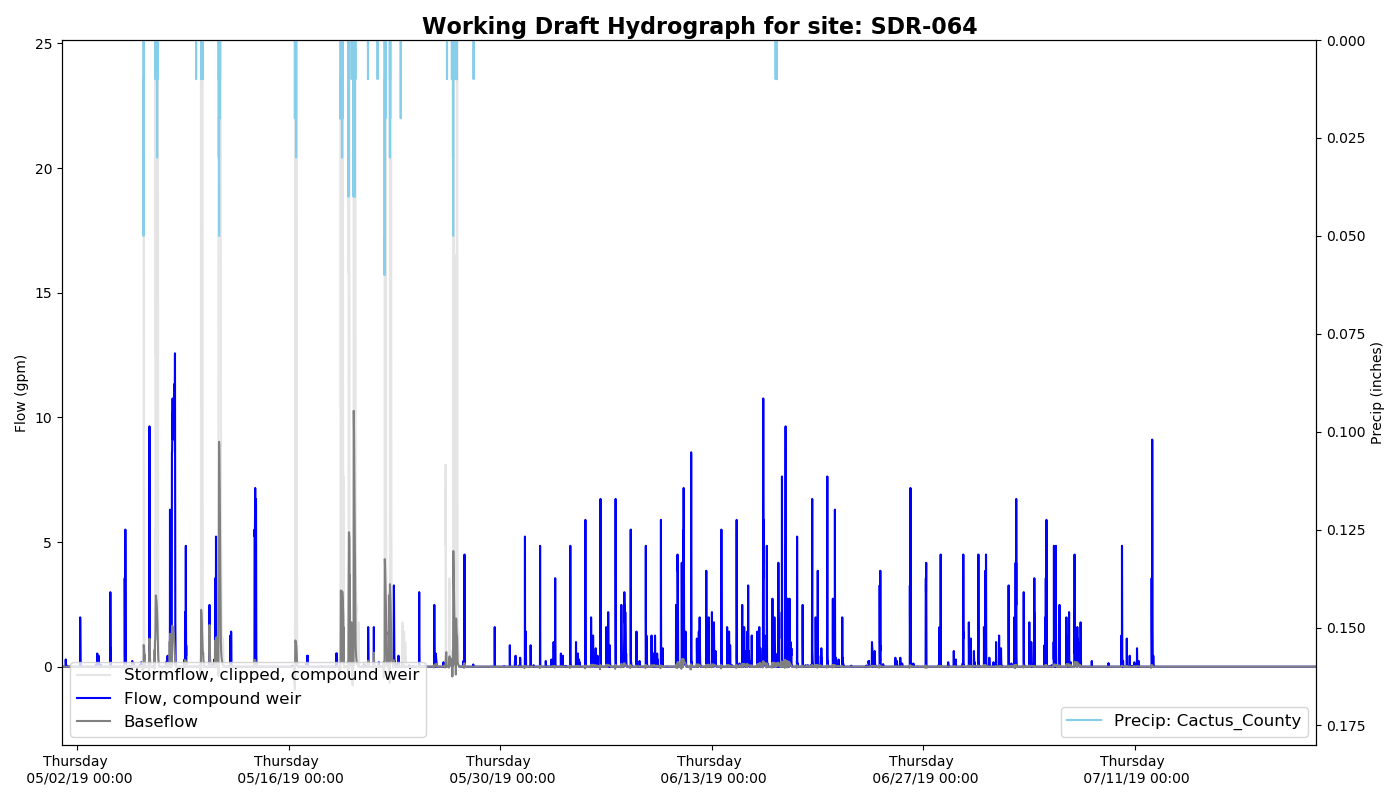 Working Draft Hydrograph for site: SDR-064
25
20
15
10
5
0
Flow (gpm)
0.000
0.025
0.050
0.075
0.100
0.125
0.150
0.175
Precip (inches)
Stormflow, clipped, compound weir
Flow, compound weir
Baseflow
Precip: Cactus_County
Thursday
05/02/19 00:00
Thursday
05/16/19 00:00
Thursday
05/30/19 00:00
Thursday
06/13/19 00:00
Thursday
06/27/19 00:00
Thursday
07/11/19 00:00